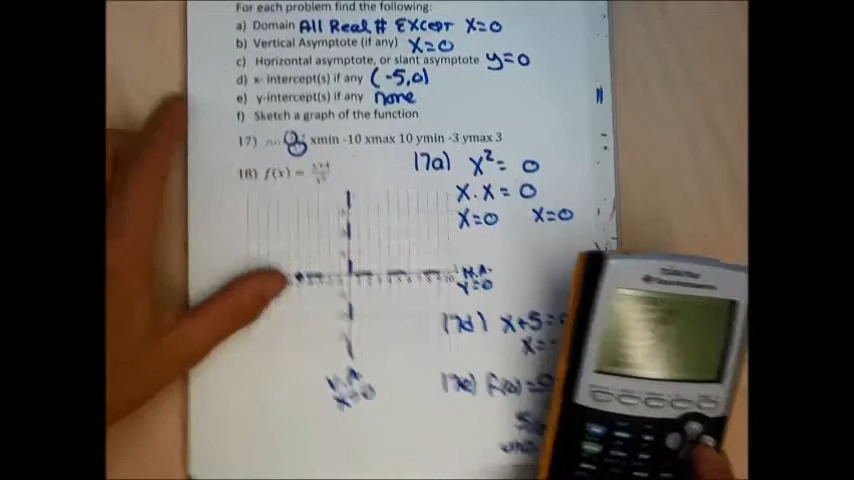 For each problem find the following:
a) Domain All Real # Except x=0
b) Vertical Asymptote (if any) x=0
c) Horizontal asymptote, or slant asymptote y=0
d) x- intercept(s) if any (-5,0)
e) y-intercept(s) if any none
f) Sketch a graph of the function
17) xmin -10 xmax 10 ymin -3 ymax 3
17a) x²= 0
18) f(x) =
x.x=0
x=0 x=0
H.A.
y=0
17d) x+5=
x=-
V.A
x=0
17e) f(0)=0